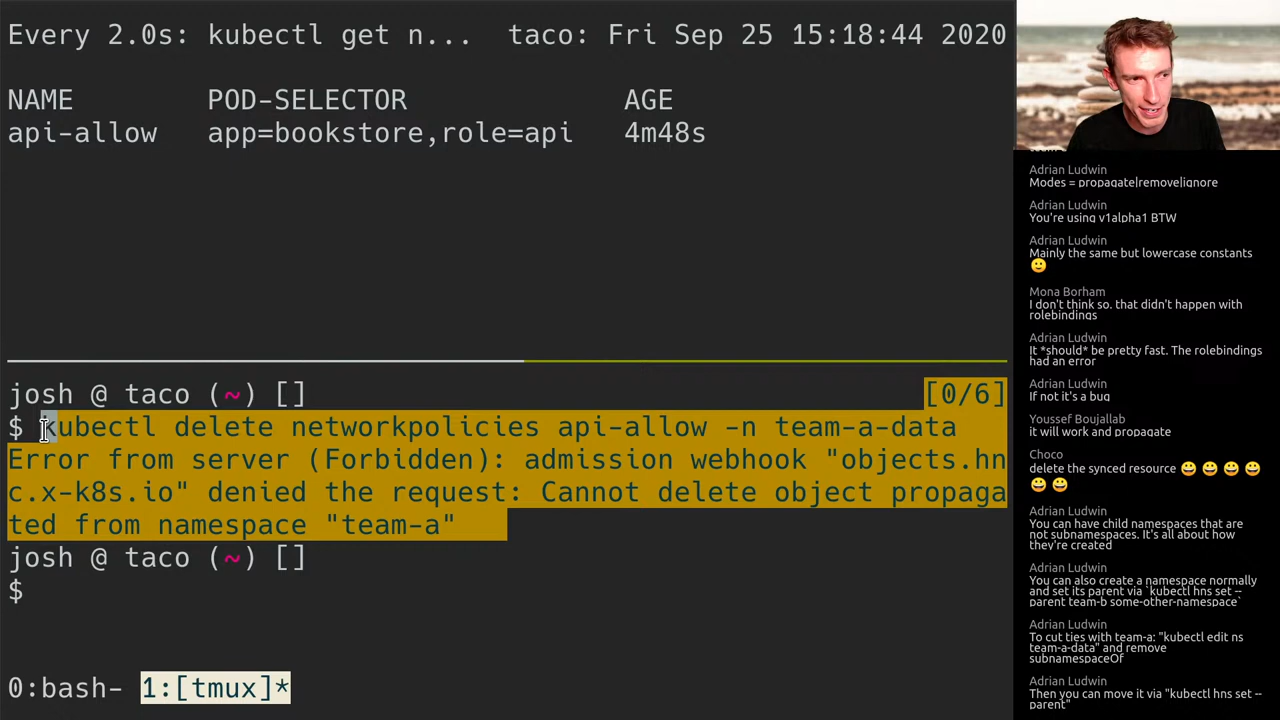 Every 2.0s: kubectl get n...  taco: Fri Sep 25 15:18:44 2020
NAME POD-SELECTOR AGE
api-allow app=bookstore,role=api 4m48s
josh @ taco (~) [] [0/6]
$ kubectl delete networkpolicies api-allow -n team-a-data
Error from server (Forbidden): admission webhook "objects.hn
c.x-k8s.io" denied the request: Cannot delete object propaga
ted from namespace "team-a"
josh @ taco (~) []
$
0:bash- 1:[tmux]*
Adrian Ludwin
Modes = propagate|remove|ignore
Adrian Ludwin
You're using v1alpha1 BTW
Adrian Ludwin
Mainly the same but lowercase constants
🙂
Mona Borham
I don't think so. that didn't happen with
rolebindings
Adrian Ludwin
It *should* be pretty fast. The rolebindings
had an error
Adrian Ludwin
If not it's a bug
Youssef Boujallab
it will work and propagate
Choco
delete the synced resource 😀 😀 😀 😀
😀 😀
Adrian Ludwin
You can have child namespaces that are
not subnamespaces. It's all about how
they're created
Adrian Ludwin
You can also create a namespace normally
and set its parent via `kubectl hns set --
parent team-b some-other-namespace`
Adrian Ludwin
To cut ties with team-a: "kubectl edit ns
team-a-data" and remove
subnamespaceOf
Adrian Ludwin
Then you can move it via "kubectl hns set --
parent"